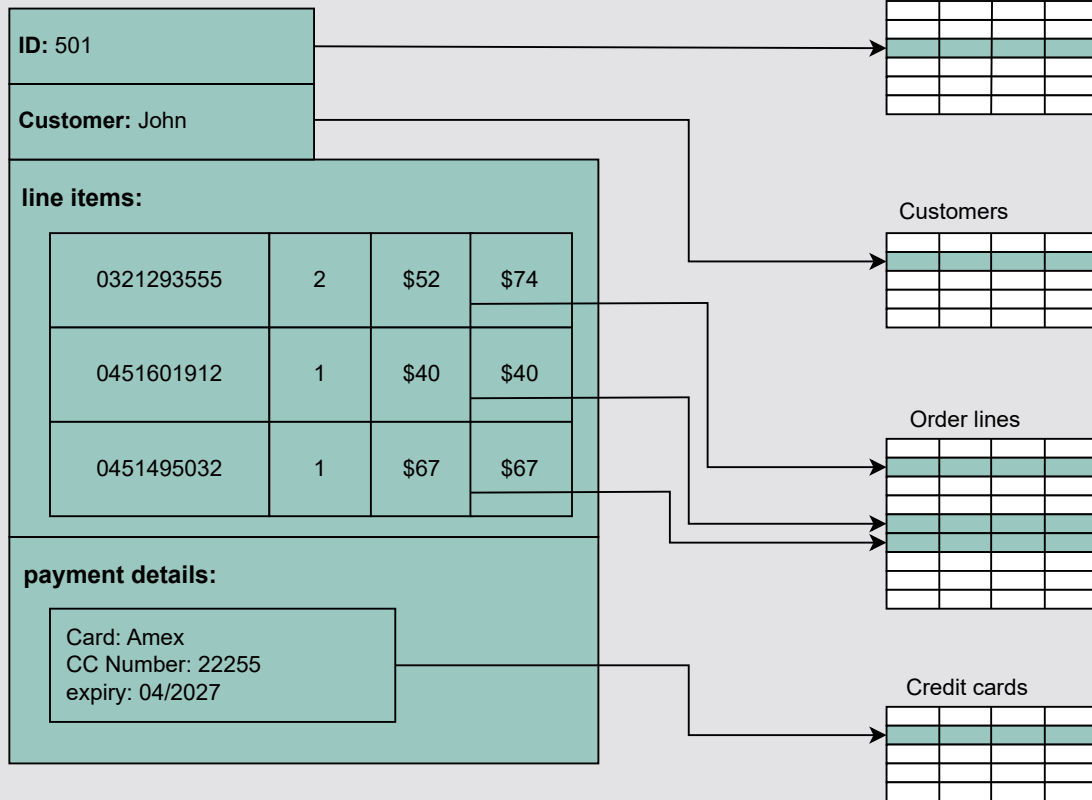 ID: 501
Customer: John
line items:
0321293555 2 $52 $74
0451601912 1 $40 $40
0451495032 1 $67 $67
payment details:
Card: Amex
CC Number: 22255
expiry: 04/2027
Customers
Order lines
Credit cards